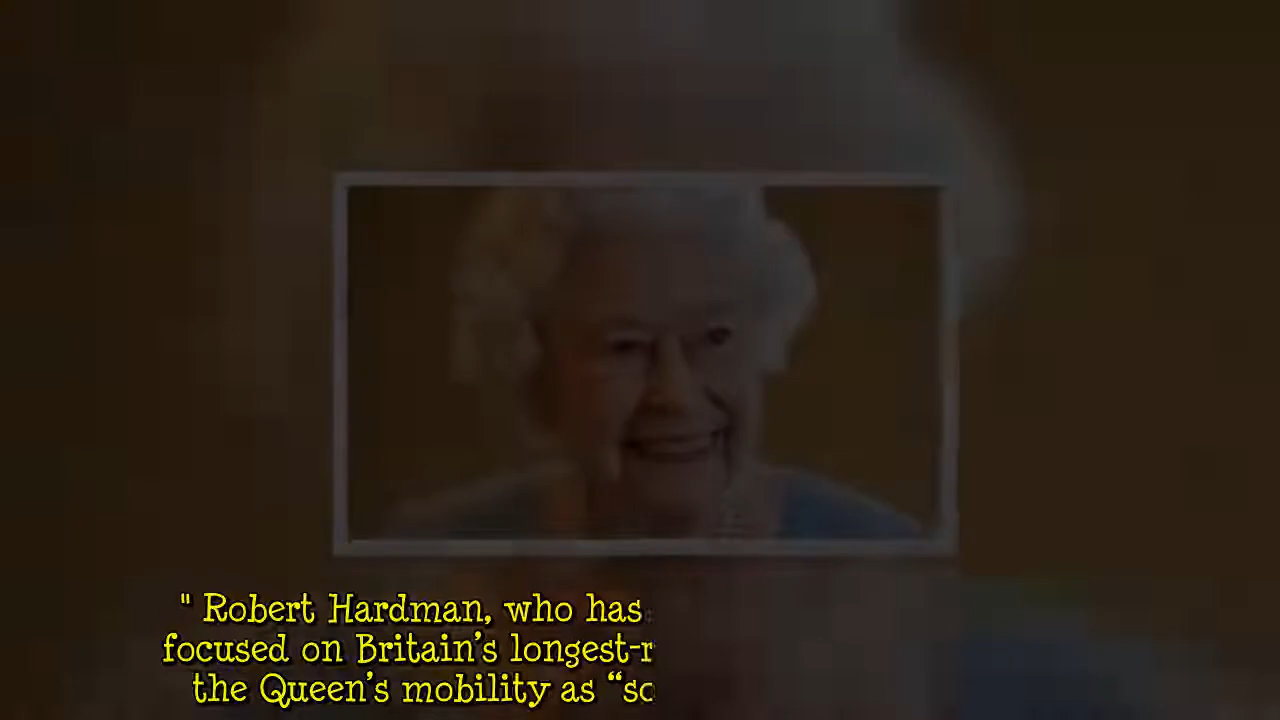 " Robert Hardman, who has
focused on Britain’s longest-
the Queen’s mobility as “